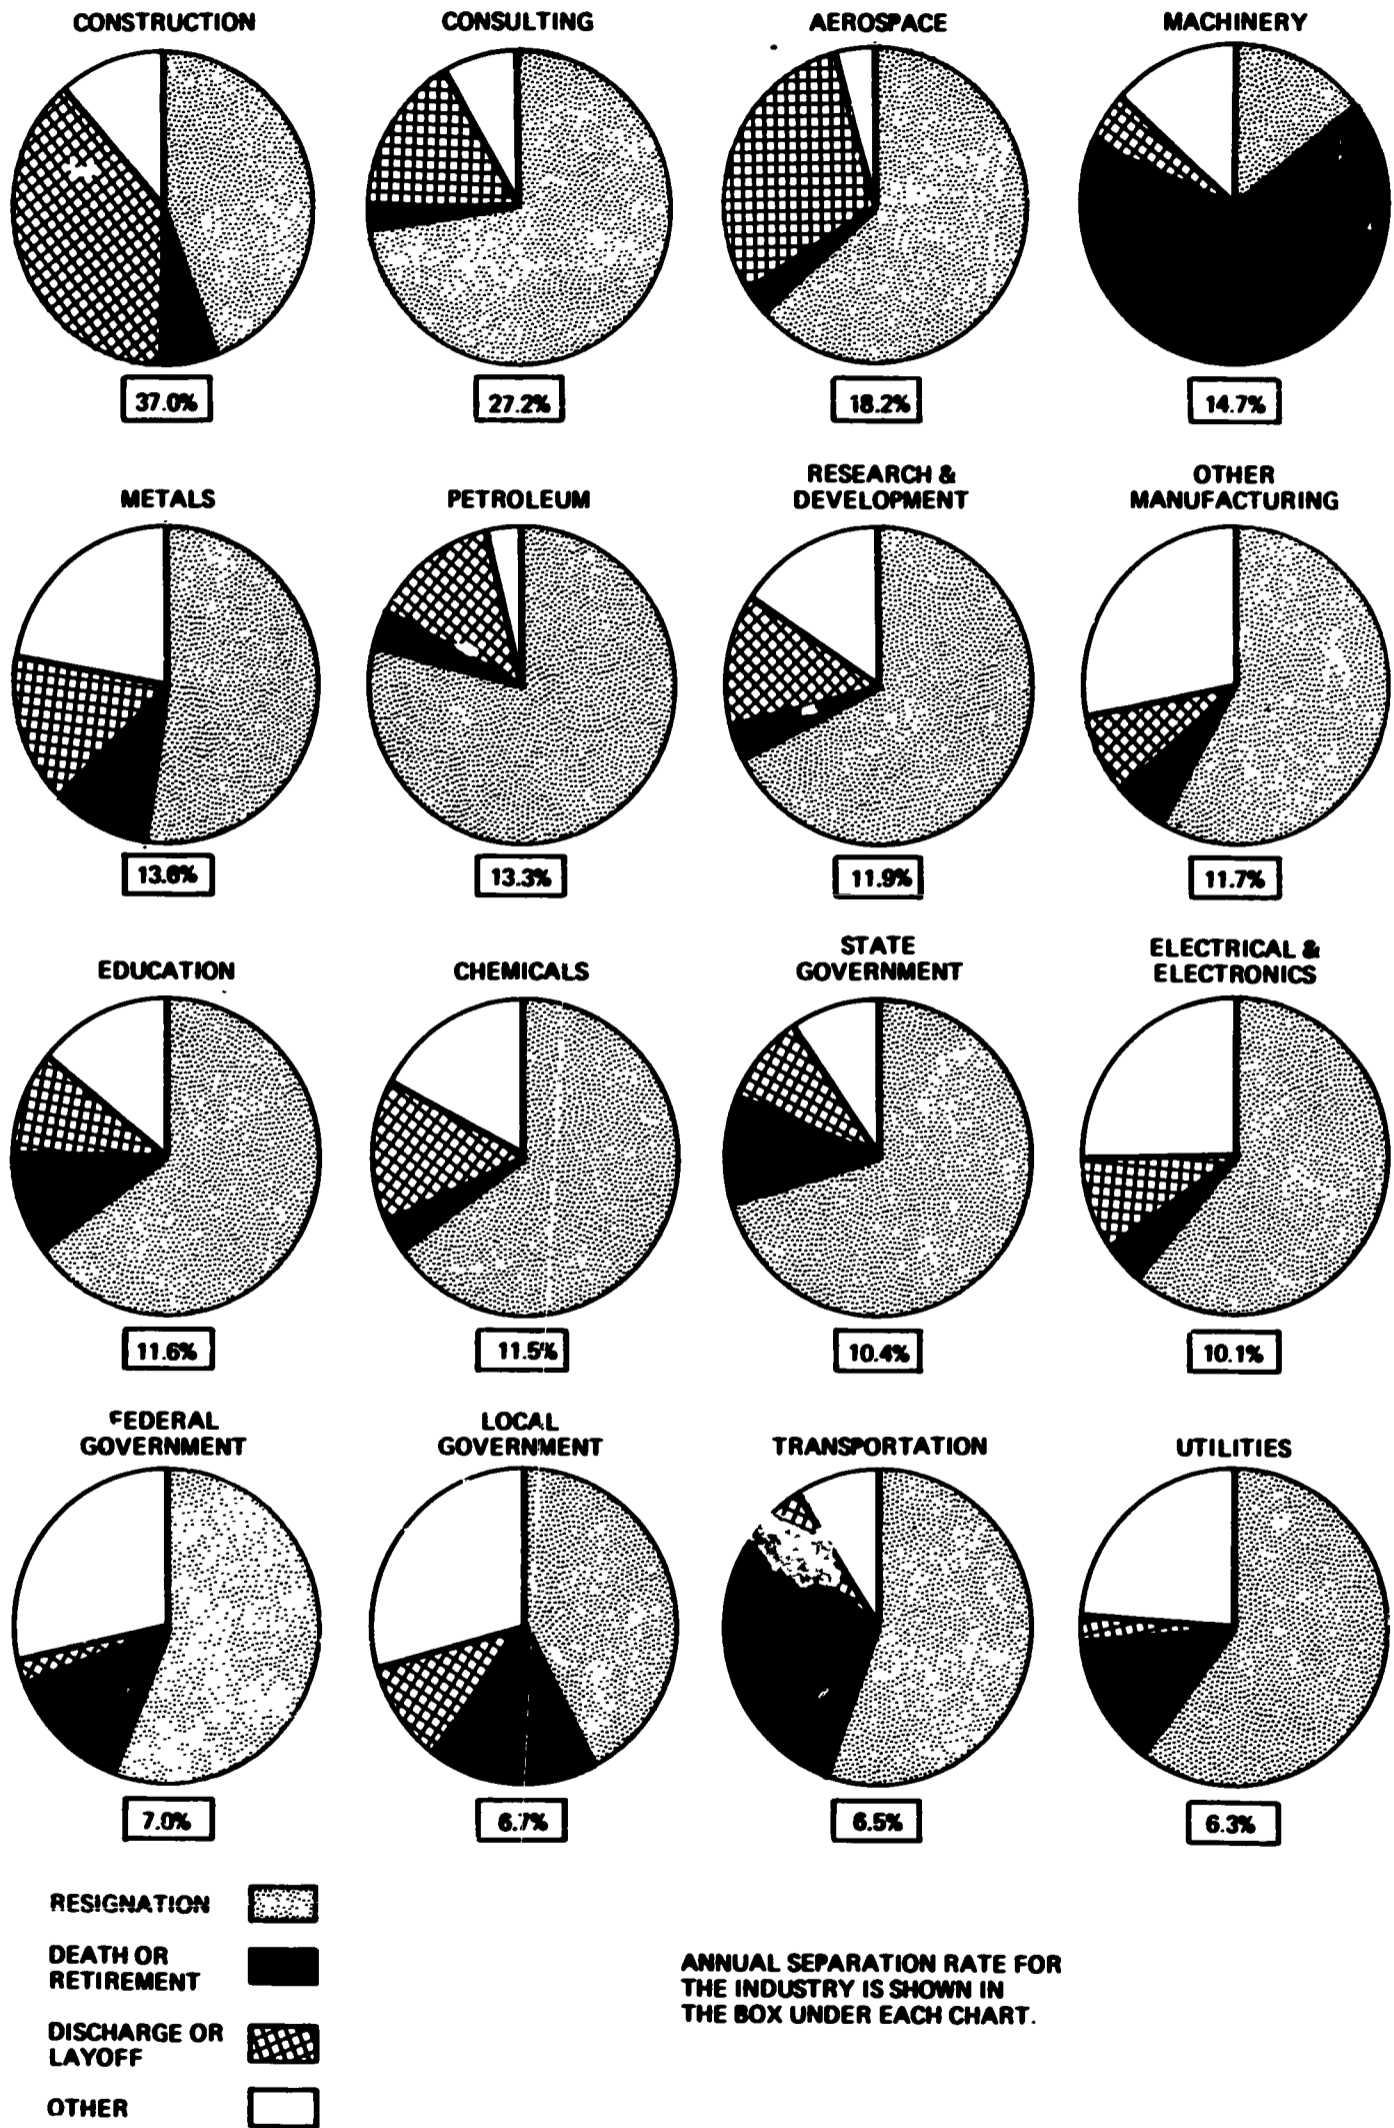 CONSTRUCTION
CONSULTING
AEROSPACE
MACHINERY
37.0%
27.2%
18.2%
14.7%
METALS
PETROLEUM
RESEARCH &
DEVELOPMENT
OTHER
MANUFACTURING
13.6%
13.3%
11.9%
11.7%
EDUCATION
CHEMICALS
STATE
GOVERNMENT
ELECTRICAL &
ELECTRONICS
11.6%
11.5%
10.4%
10.1%
FEDERAL
GOVERNMENT
LOCAL
GOVERNMENT
TRANSPORTATION
UTILITIES
7.0%
6.7%
6.5%
6.3%
RESIGNATION
DEATH OR
RETIREMENT
DISCHARGE OR
LAYOFF
OTHER
ANNUAL SEPARATION RATE FOR
THE INDUSTRY IS SHOWN IN
THE BOX UNDER EACH CHART.